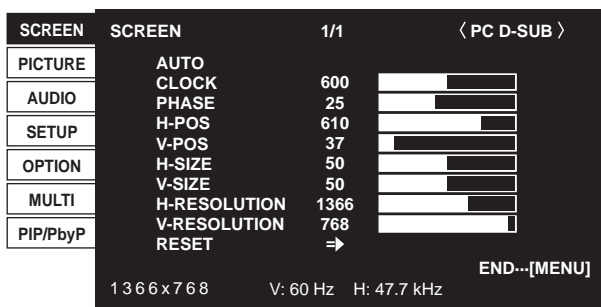 SCREEN
PICTURE
AUDIO
SETUP
OPTION
MULTI
PIP/PbyP
SCREEN 1/1 〈 PC D-SUB 〉
AUTO
CLOCK 600
PHASE 25
H-POS 610
V-POS 37
H-SIZE 50
V-SIZE 50
H-RESOLUTION 1366
V-RESOLUTION 768
RESET ⇒
END···[MENU]
1366x768 V: 60 Hz H: 47.7 kHz